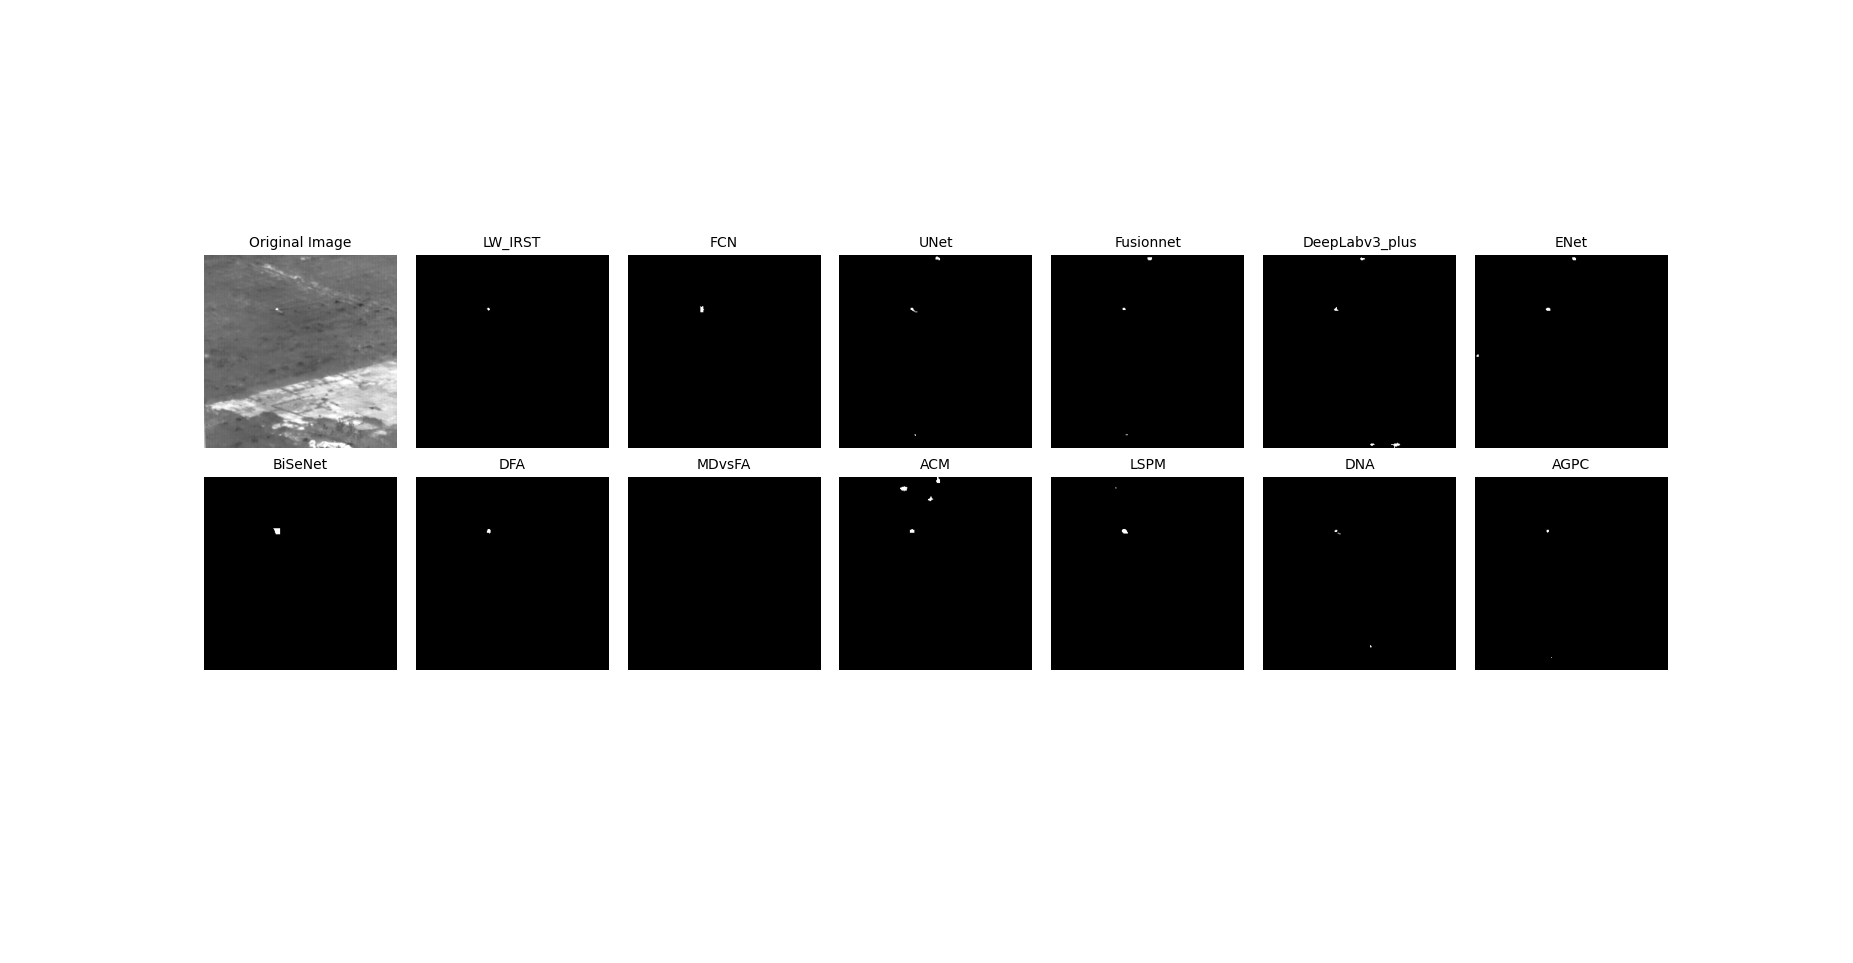 Original Image LW_IRST FCN UNet Fusionnet DeepLabv3_plus ENet
BiSeNet DFA MDvsFA ACM LSPM DNA AGPC